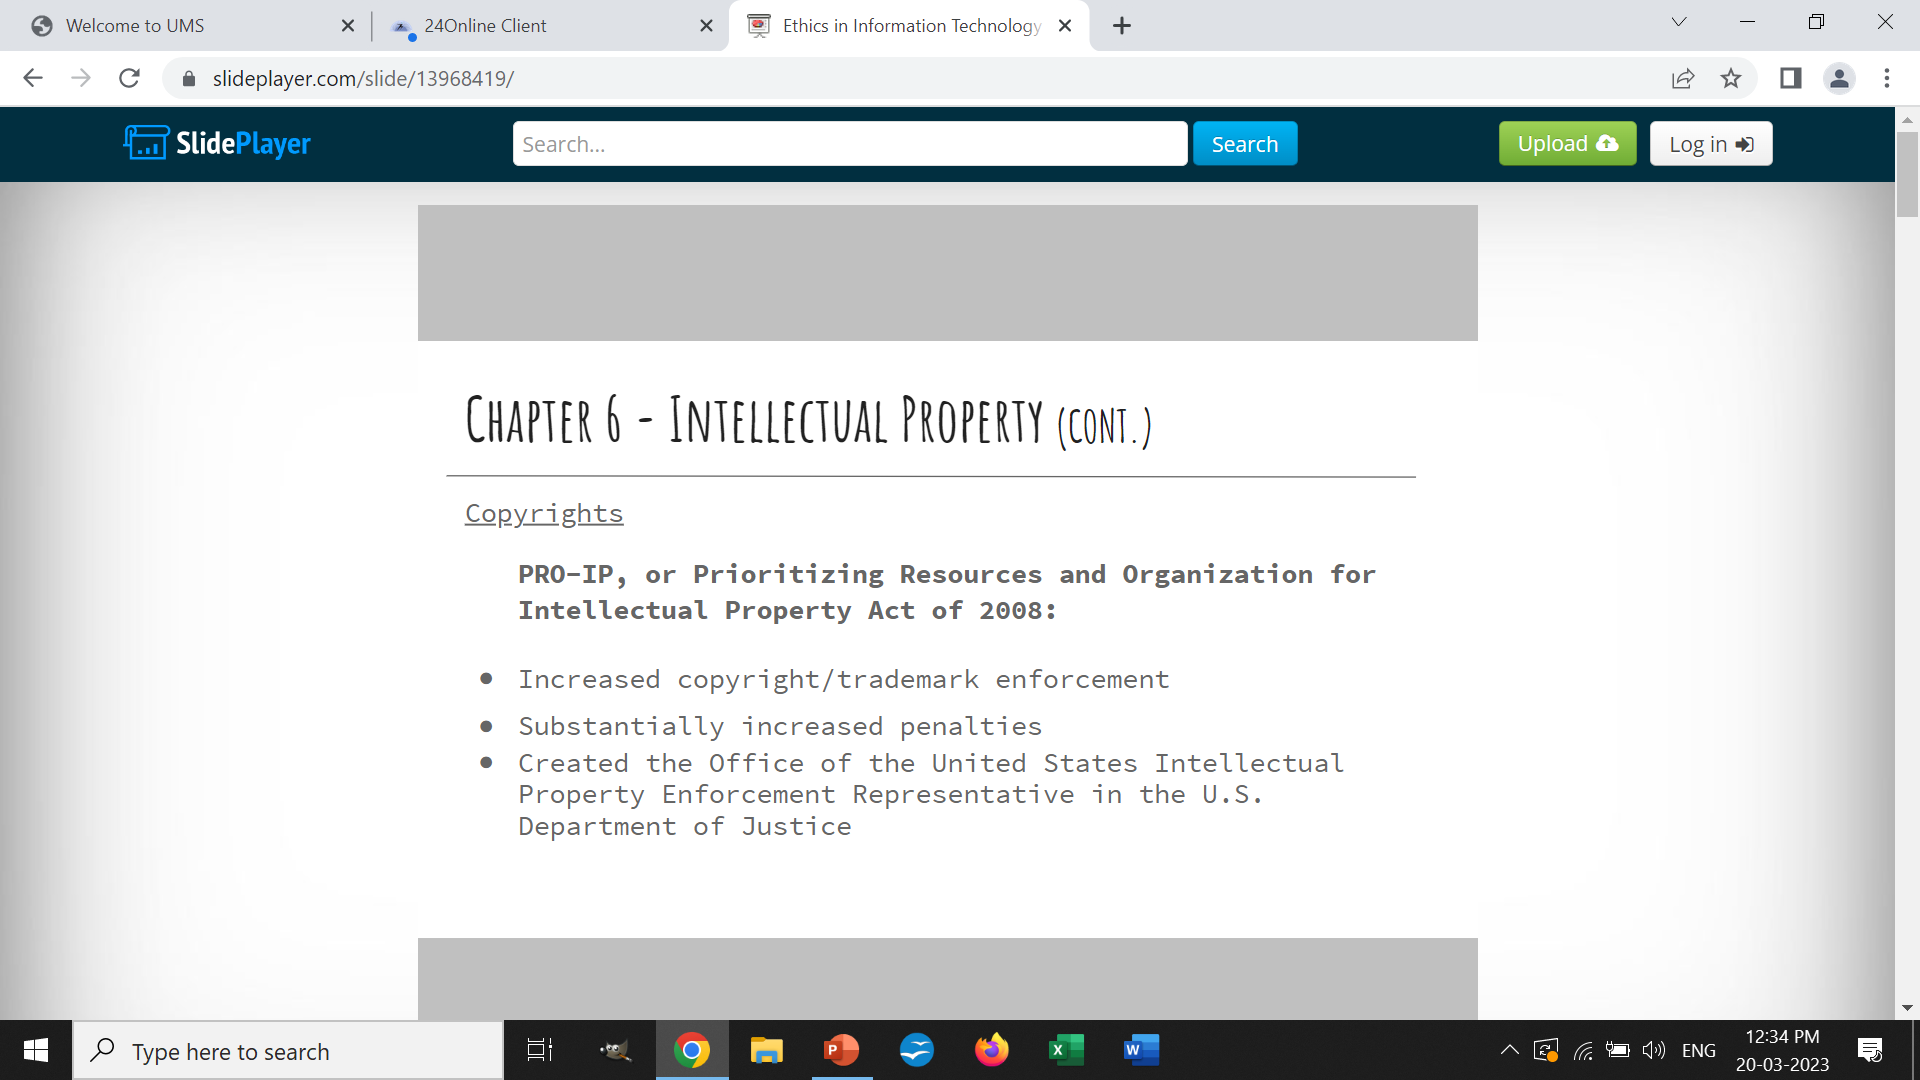 Welcome to UMS
24Online Client
Ethics in Information Technology
slideplayer.com/slide/13968419/
SlidePlayer
Search...
Search
Upload
Log in
Chapter 6 - Intellectual Property (cont.)
Copyrights
PRO-IP, or Prioritizing Resources and Organization for
Intellectual Property Act of 2008:
● Increased copyright/trademark enforcement
● Substantially increased penalties
● Created the Office of the United States Intellectual
Property Enforcement Representative in the U.S.
Department of Justice
Type here to search
ENG
12:34 PM
20-03-2023